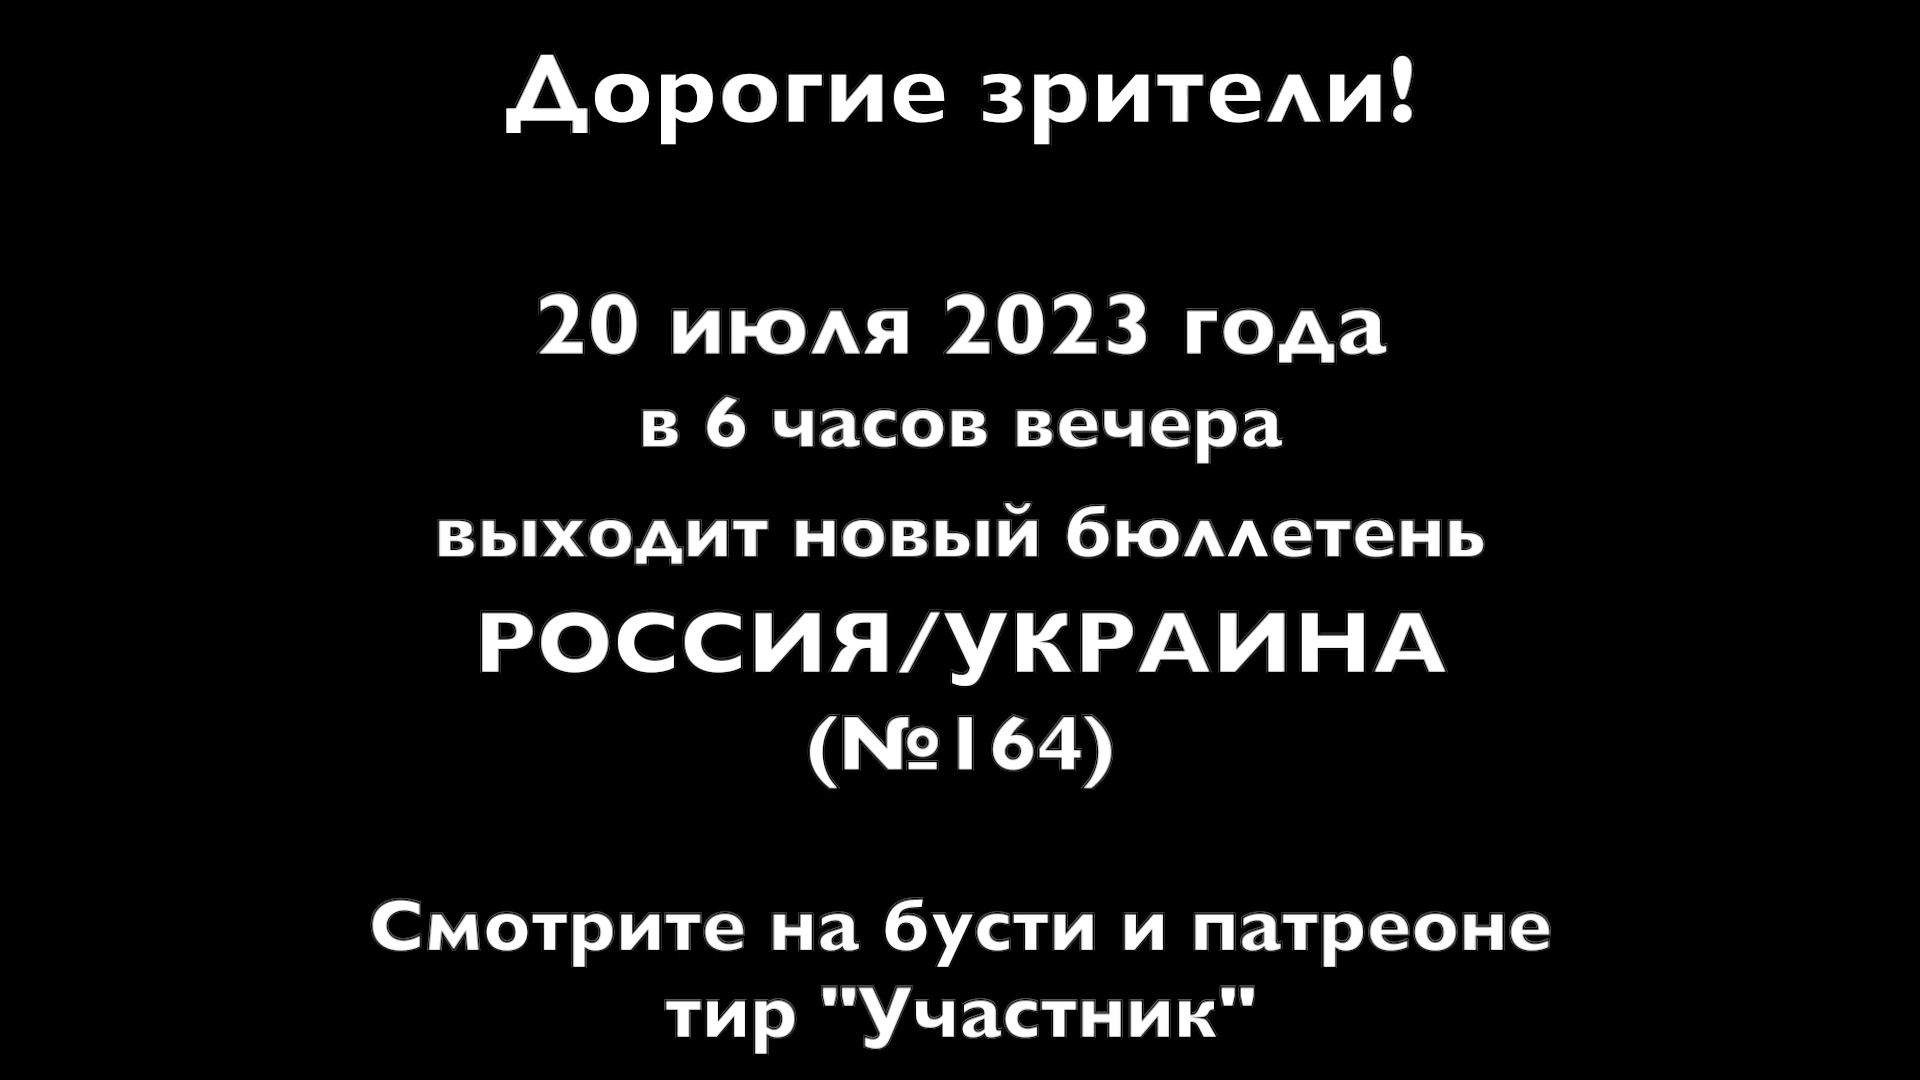 Дорогие зрители!
20 июля 2023 года
в 6 часов вечера
выходит новый бюллетень
РОССИЯ/УКРАИНА
(№164)
Смотрите на бусти и патреоне
тир "Участник"